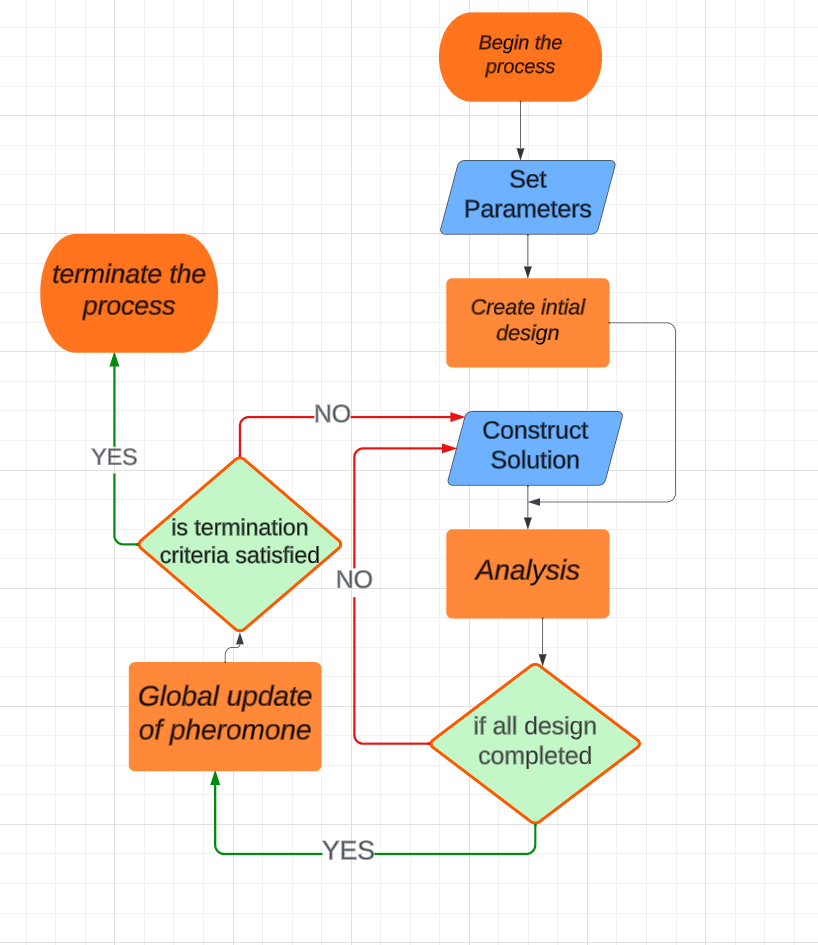 Begin the
process
Set
Parameters
Create intial
design
terminate the
process
NO
Construct
Solution
YES
is termination
criteria satisfied
NO
Analysis
Global update
of pheromone
if all design
completed
YES